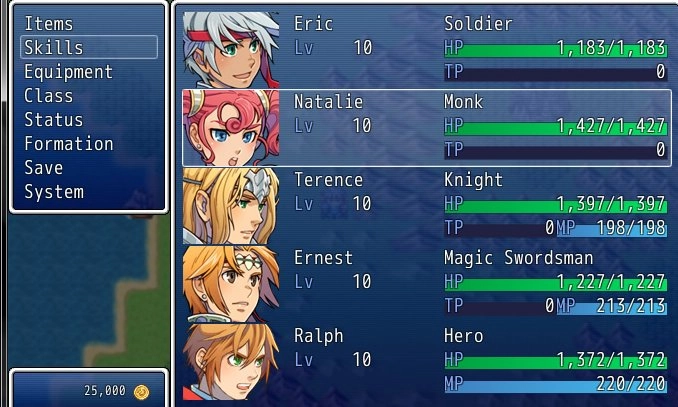 Items
Skills
Equipment
Class
Status
Formation
Save
System
25,000
Eric Soldier
Lv 10 HP 1,183/1,183
TP 0
Natalie Monk
Lv 10 HP 1,427/1,427
TP 0
Terence Knight
Lv 10 HP 1,397/1,397
TP 0 MP 198/198
Ernest Magic Swordsman
Lv 10 HP 1,227/1,227
TP 0 MP 213/213
Ralph Hero
Lv 10 HP 1,372/1,372
MP 220/220